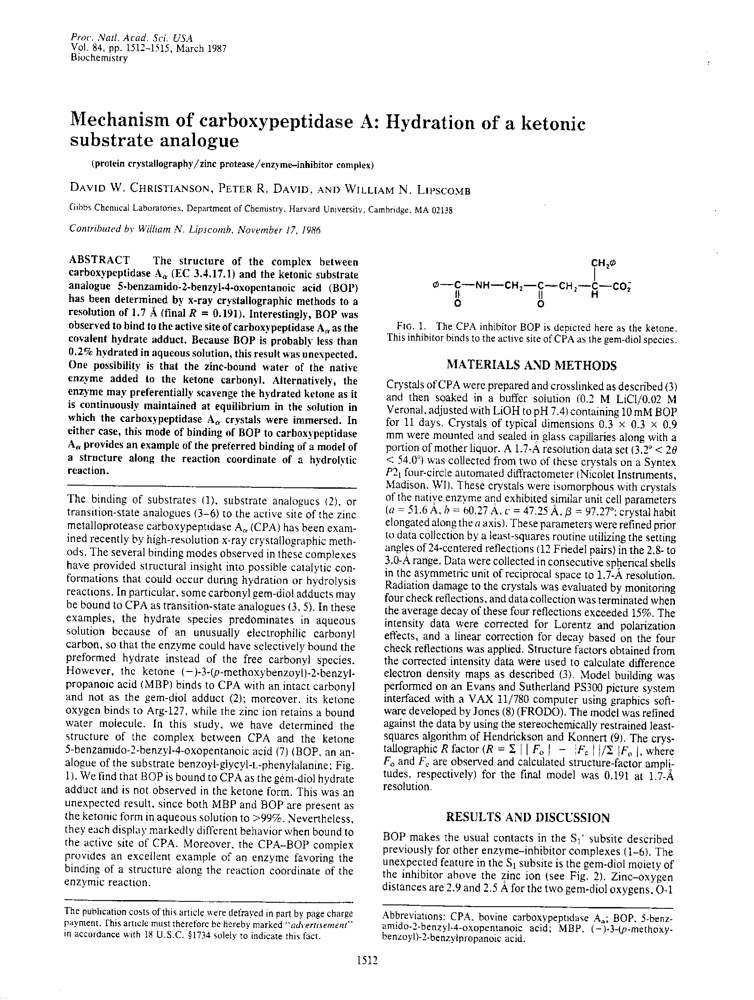 Proc. Natl. Acad. Sci. USA
Vol. 84, pp. 1512–1515, March 1987
Biochemistry
Mechanism of carboxypeptidase A: Hydration of a ketonic
substrate analogue
(protein crystallography/zinc protease/enzyme–inhibitor complex)
DAVID W. CHRISTIANSON, PETER R. DAVID, AND WILLIAM N. LIPSCOMB
Gibbs Chemical Laboratories, Department of Chemistry, Harvard University, Cambridge, MA 02138
Contributed by William N. Lipscomb, November 17, 1986
ABSTRACT The structure of the complex between
carboxypeptidase Aα (EC 3.4.17.1) and the ketonic substrate
analogue 5-benzamido-2-benzyl-4-oxopentanoic acid (BOP)
has been determined by x-ray crystallographic methods to a
resolution of 1.7 Å (final R = 0.191). Interestingly, BOP was
observed to bind to the active site of carboxypeptidase Aα as the
covalent hydrate adduct. Because BOP is probably less than
0.2% hydrated in aqueous solution, this result was unexpected.
One possibility is that the zinc-bound water of the native
enzyme added to the ketone carbonyl. Alternatively, the
enzyme may preferentially scavenge the hydrated ketone as it
is continuously maintained at equilibrium in the solution in
which the carboxypeptidase Aα crystals were immersed. In
either case, this mode of binding of BOP to carboxypeptidase
Aα provides an example of the preferred binding of a model of
a structure along the reaction coordinate of a hydrolytic
reaction.
The binding of substrates (1), substrate analogues (2), or
transition-state analogues (3–6) to the active site of the zinc
metalloprotease carboxypeptidase Aα (CPA) has been exam-
ined recently by high-resolution x-ray crystallographic meth-
ods. The several binding modes observed in these complexes
have provided structural insight into possible catalytic con-
formations that could occur during hydration or hydrolysis
reactions. In particular, some carbonyl gem-diol adducts may
be bound to CPA as transition-state analogues (3, 5). In these
examples, the hydrate species predominates in aqueous
solution because of an unusually electrophilic carbonyl
carbon, so that the enzyme could have selectively bound the
preformed hydrate instead of the free carbonyl species.
However, the ketone (−)-3-(p-methoxybenzoyl)-2-benzyl-
propanoic acid (MBP) binds to CPA with an intact carbonyl
and not as the gem-diol adduct (2); moreover, its ketone
oxygen binds to Arg-127, while the zinc ion retains a bound
water molecule. In this study, we have determined the
structure of the complex between CPA and the ketone
5-benzamido-2-benzyl-4-oxopentanoic acid (7) (BOP, an an-
alogue of the substrate benzoyl-glycyl-L-phenylalanine; Fig.
1). We find that BOP is bound to CPA as the gem-diol hydrate
adduct and is not observed in the ketone form. This was an
unexpected result, since both MBP and BOP are present as
the ketonic form in aqueous solution to >99%. Nevertheless,
they each display markedly different behavior when bound to
the active site of CPA. Moreover, the CPA–BOP complex
provides an excellent example of an enzyme favoring the
binding of a structure along the reaction coordinate of the
enzymic reaction.
The publication costs of this article were defrayed in part by page charge
payment. This article must therefore be hereby marked "advertisement"
in accordance with 18 U.S.C. §1734 solely to indicate this fact.
CH₂ø
ø—C—NH—CH₂—C—CH₂—C—CO₂⁻
O O H
FIG. 1. The CPA inhibitor BOP is depicted here as the ketone.
This inhibitor binds to the active site of CPA as the gem-diol species.
MATERIALS AND METHODS
Crystals of CPA were prepared and crosslinked as described (3)
and then soaked in a buffer solution (0.2 M LiCl/0.02 M
Veronal, adjusted with LiOH to pH 7.4) containing 10 mM BOP
for 11 days. Crystals of typical dimensions 0.3 × 0.3 × 0.9
mm were mounted and sealed in glass capillaries along with a
portion of mother liquor. A 1.7-Å resolution data set (3.2° < 2θ
< 54.0°) was collected from two of these crystals on a Syntex
P2₁ four-circle automated diffractometer (Nicolet Instruments,
Madison, WI). These crystals were isomorphous with crystals
of the native enzyme and exhibited similar unit cell parameters
(a = 51.6 Å, b = 60.27 Å, c = 47.25 Å, β = 97.27°; crystal habit
elongated along the a axis). These parameters were refined prior
to data collection by a least-squares routine utilizing the setting
angles of 24-centered reflections (12 Friedel pairs) in the 2.8- to
3.0-Å range. Data were collected in consecutive spherical shells
in the asymmetric unit of reciprocal space to 1.7-Å resolution.
Radiation damage to the crystals was evaluated by monitoring
four check reflections, and data collection was terminated when
the average decay of these four reflections exceeded 15%. The
intensity data were corrected for Lorentz and polarization
effects, and a linear correction for decay based on the four
check reflections was applied. Structure factors obtained from
the corrected intensity data were used to calculate difference
electron density maps as described (3). Model building was
performed on an Evans and Sutherland PS300 picture system
interfaced with a VAX 11/780 computer using graphics soft-
ware developed by Jones (8) (FRODO). The model was refined
against the data by using the stereochemically restrained least-
squares algorithm of Hendrickson and Konnert (9). The crys-
tallographic R factor (R = Σ | | Fo | − |Fc | |/Σ |Fo |, where
Fo and Fc are observed and calculated structure-factor ampli-
tudes, respectively) for the final model was 0.191 at 1.7-Å
resolution.
RESULTS AND DISCUSSION
BOP makes the usual contacts in the S₁′ subsite described
previously for other enzyme–inhibitor complexes (1–6). The
unexpected feature in the S₁ subsite is the gem-diol moiety of
the inhibitor above the zinc ion (see Fig. 2). Zinc–oxygen
distances are 2.9 and 2.5 Å for the two gem-diol oxygens, O-1
Abbreviations: CPA, bovine carboxypeptidase Aα; BOP, 5-benz-
amido-2-benzyl-4-oxopentanoic acid; MBP, (−)-3-(p-methoxy-
benzoyl)-2-benzylpropanoic acid.
1512